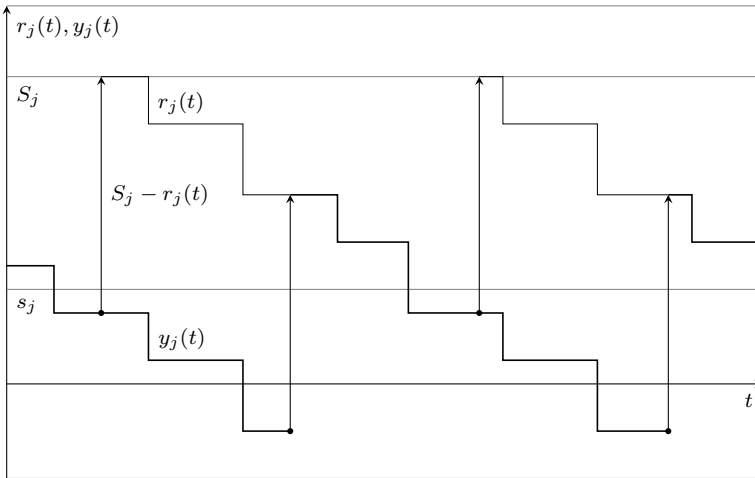 r_j(t), y_j(t)
S_j
r_j(t)
S_j − r_j(t)
s_j
y_j(t)
t